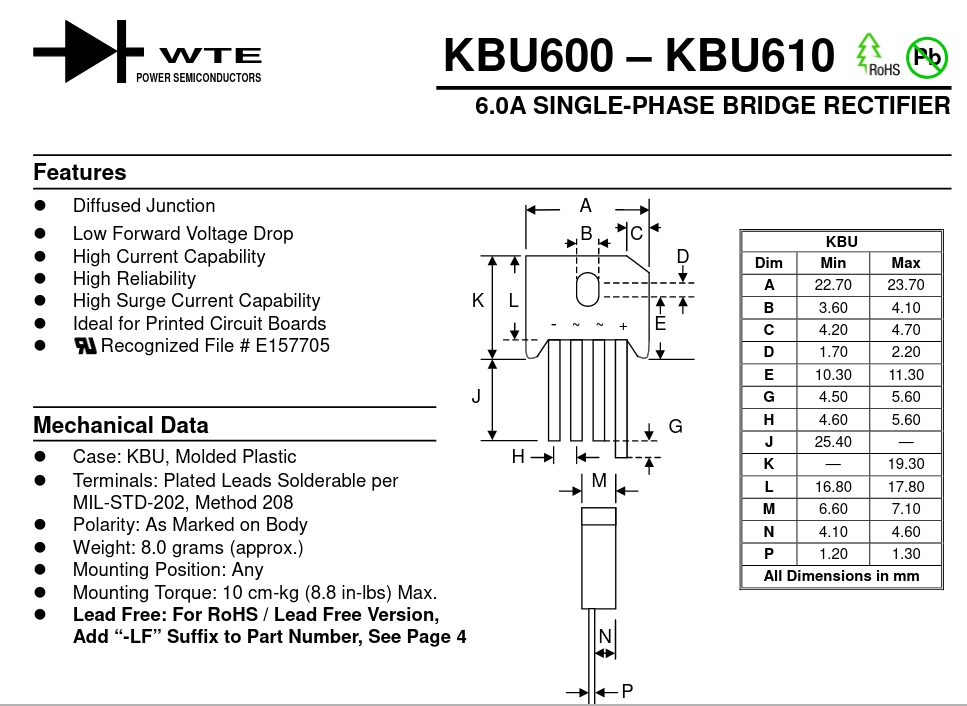 WTE
POWER SEMICONDUCTORS
KBU600 – KBU610
RoHS
Pb
6.0A SINGLE-PHASE BRIDGE RECTIFIER
Features
● Diffused Junction
● Low Forward Voltage Drop
● High Current Capability
● High Reliability
● High Surge Current Capability
● Ideal for Printed Circuit Boards
● Recognized File # E157705
Mechanical Data
● Case: KBU, Molded Plastic
● Terminals: Plated Leads Solderable per
MIL-STD-202, Method 208
● Polarity: As Marked on Body
● Weight: 8.0 grams (approx.)
● Mounting Position: Any
● Mounting Torque: 10 cm-kg (8.8 in-lbs) Max.
● Lead Free: For RoHS / Lead Free Version,
Add “-LF” Suffix to Part Number, See Page 4
A
B C
D
K L
- ~ ~ + E
J
G
H
M
N
P
KBU
Dim Min Max
A 22.70 23.70
B 3.60 4.10
C 4.20 4.70
D 1.70 2.20
E 10.30 11.30
G 4.50 5.60
H 4.60 5.60
J 25.40 —
K — 19.30
L 16.80 17.80
M 6.60 7.10
N 4.10 4.60
P 1.20 1.30
All Dimensions in mm